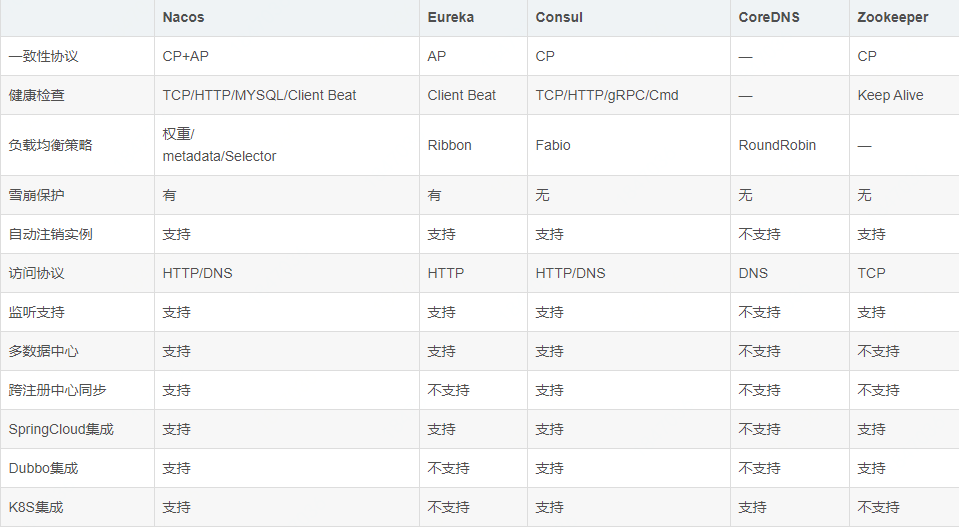 Nacos Eureka Consul CoreDNS Zookeeper
一致性协议 CP+AP AP CP — CP
健康检查 TCP/HTTP/MYSQL/Client Beat Client Beat TCP/HTTP/gRPC/Cmd — Keep Alive
负载均衡策略 权重/
metadata/Selector Ribbon Fabio RoundRobin —
雪崩保护 有 有 无 无 无
自动注销实例 支持 支持 支持 不支持 支持
访问协议 HTTP/DNS HTTP HTTP/DNS DNS TCP
监听支持 支持 支持 支持 不支持 支持
多数据中心 支持 支持 支持 不支持 不支持
跨注册中心同步 支持 不支持 支持 不支持 不支持
SpringCloud集成 支持 支持 支持 不支持 支持
Dubbo集成 支持 不支持 支持 不支持 支持
K8S集成 支持 不支持 支持 支持 不支持